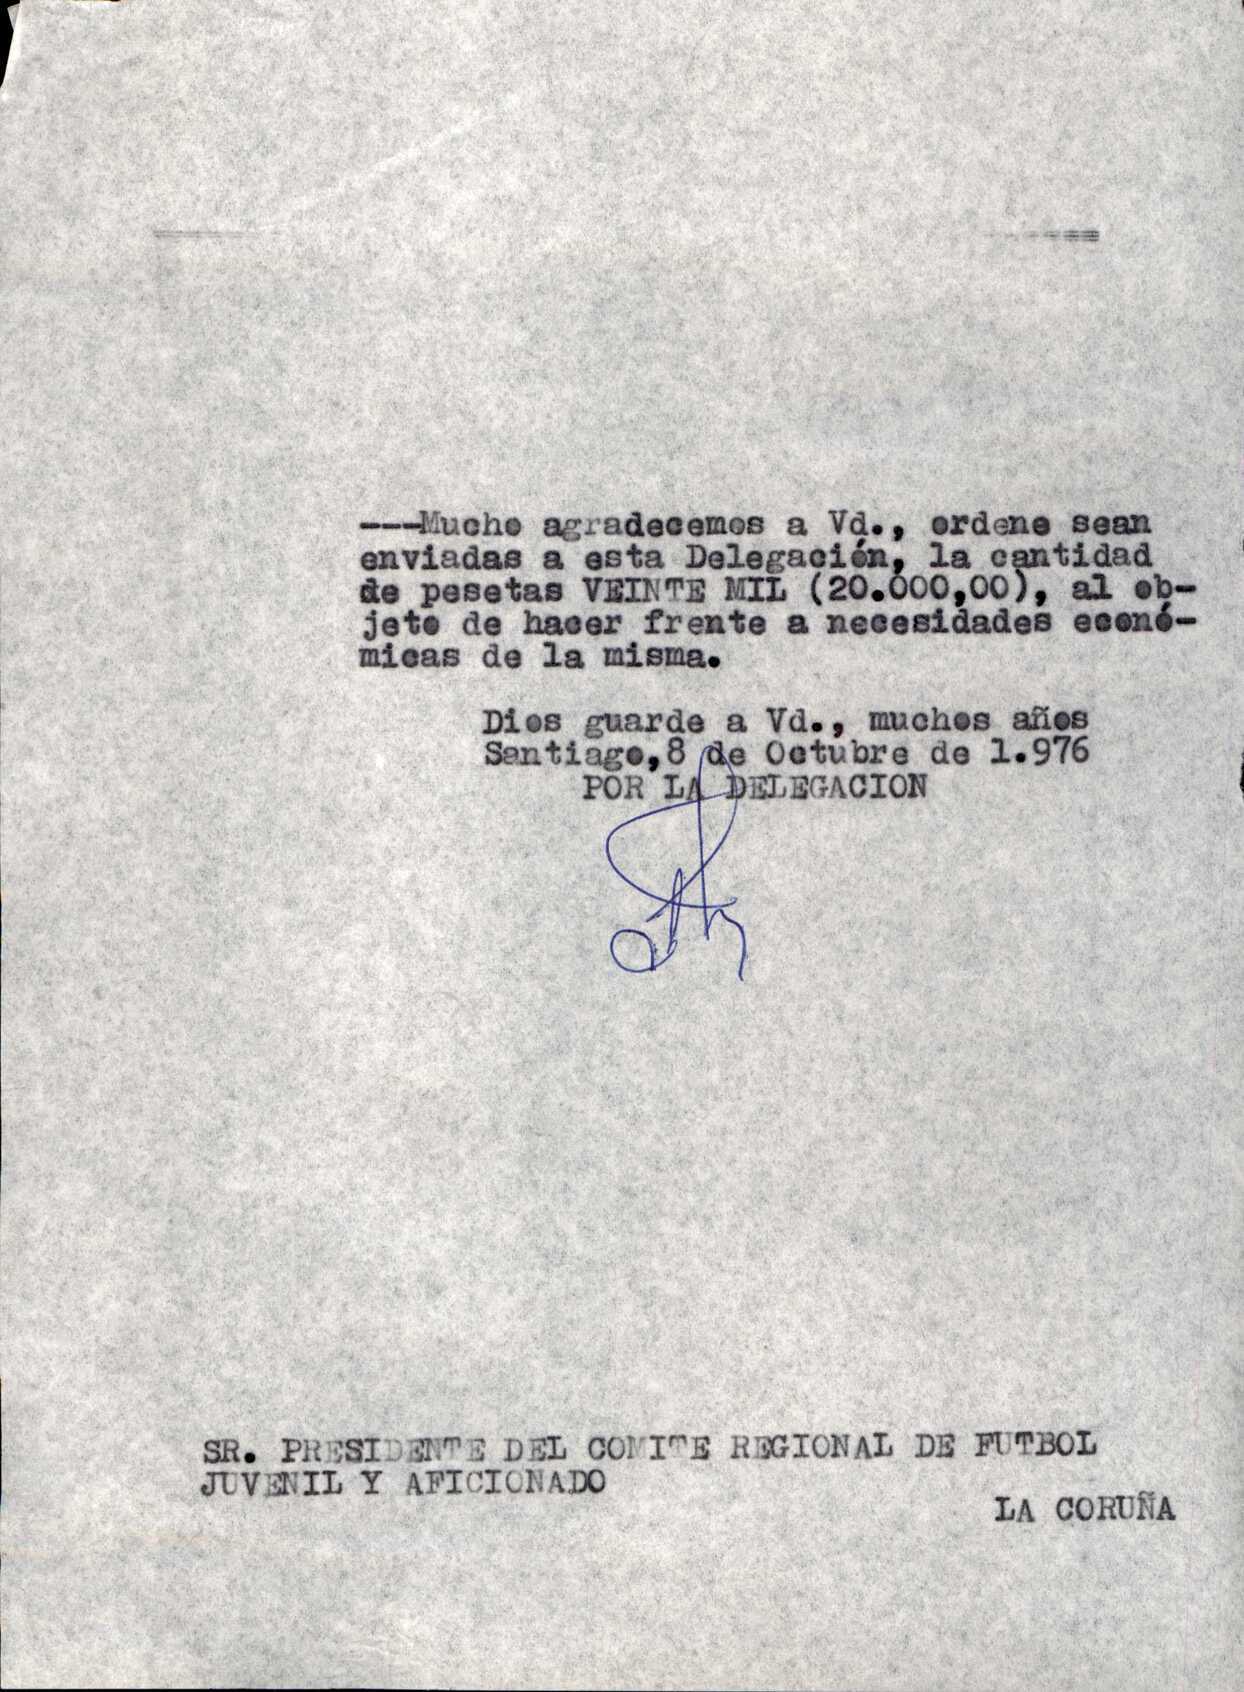 ---Mucho agradecemos a Vd., ordene sean
enviadas a esta Delegación, la cantidad
de pesetas VEINTE MIL (20.000,00), al ob-
jeto de hacer frente a necesidades econó-
micas de la misma.
Dios guarde a Vd., muchos años
Santiago,8 de Octubre de 1.976
POR LA DELEGACION
SR. PRESIDENTE DEL COMITE REGIONAL DE FUTBOL
JUVENIL Y AFICIONADO
LA CORUÑA